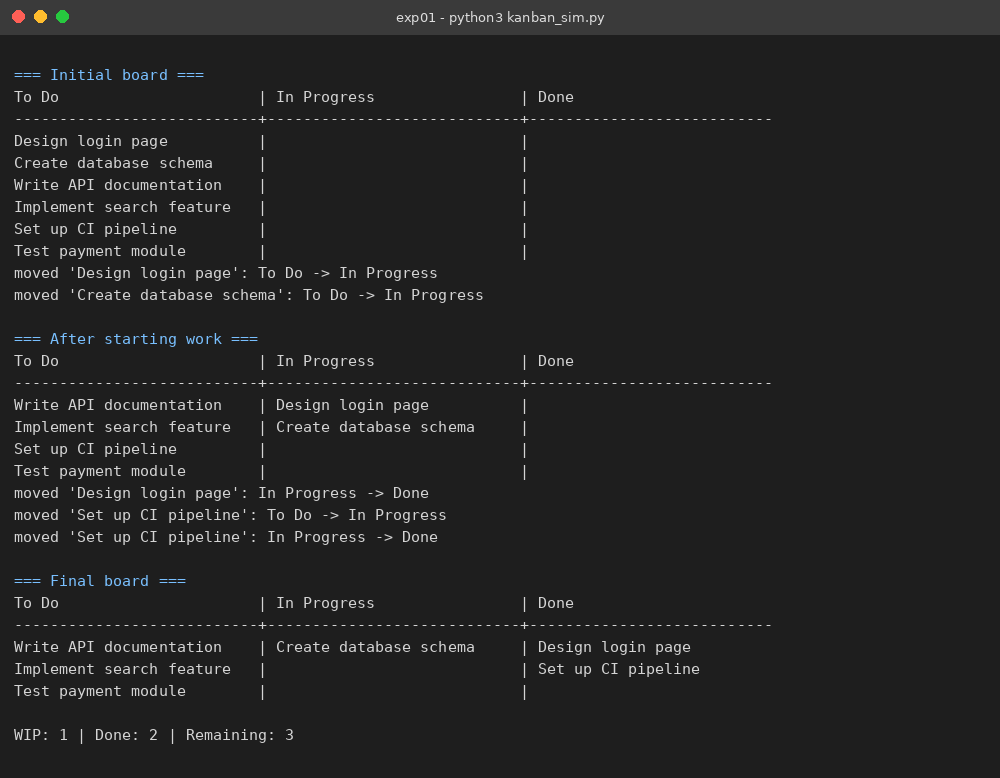 exp01 - python3 kanban_sim.py
=== Initial board ===
To Do                      | In Progress                | Done
---------------------------+----------------------------+---------------------------
Design login page          |                            |
Create database schema     |                            |
Write API documentation    |                            |
Implement search feature   |                            |
Set up CI pipeline         |                            |
Test payment module        |                            |
moved 'Design login page': To Do -> In Progress
moved 'Create database schema': To Do -> In Progress
=== After starting work ===
To Do                      | In Progress                | Done
---------------------------+----------------------------+---------------------------
Write API documentation    | Design login page          |
Implement search feature   | Create database schema     |
Set up CI pipeline         |                            |
Test payment module        |                            |
moved 'Design login page': In Progress -> Done
moved 'Set up CI pipeline': To Do -> In Progress
moved 'Set up CI pipeline': In Progress -> Done
=== Final board ===
To Do                      | In Progress                | Done
---------------------------+----------------------------+---------------------------
Write API documentation    | Create database schema     | Design login page
Implement search feature   |                            | Set up CI pipeline
Test payment module        |                            |
WIP: 1 | Done: 2 | Remaining: 3